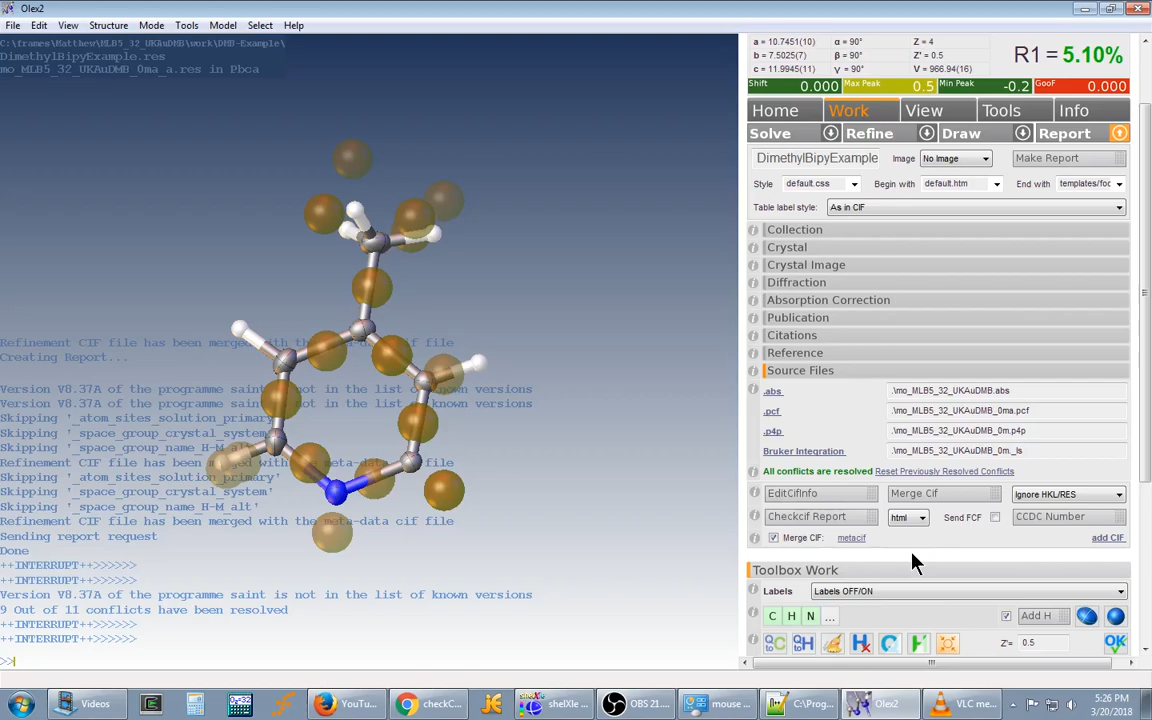 Olex2
File Edit View Structure Mode Tools Model Select Help
C:\frames\Matthew\MLB5_32_UKAuDMB\work\DMB-Example\
DimethylBipyExample.res
mo_MLB5_32_UKAuDMB_0ma_a.res in Pbca
Refinement CIF file has been merged with the meta-data cif file
Creating Report...
Version V8.37A of the programme saint is not in the list of known versions
Version V8.37A of the programme saint is not in the list of known versions
Skipping '_atom_sites_solution_primary'
Skipping '_space_group_crystal_system'
Skipping '_space_group_name_H-M_alt'
Refinement CIF file has been merged with the meta-data cif file
Skipping '_atom_sites_solution_primary'
Skipping '_space_group_crystal_system'
Skipping '_space_group_name_H-M_alt'
Refinement CIF file has been merged with the meta-data cif file
Sending report request
Done
++INTERRUPT++>>>>>>
++INTERRUPT++>>>>>>
Version V8.37A of the programme saint is not in the list of known versions
9 Out of 11 conflicts have been resolved
++INTERRUPT++>>>>>>
++INTERRUPT++>>>>>>
>>
a = 10.7451(10) α = 90° Z = 4
b = 7.5025(7) β = 90° Z' = 0.5
c = 11.9945(11) γ = 90° V = 966.94(16)
R1 = 5.10%
Shift 0.000 Max Peak 0.5 Min Peak -0.2 GooF 0.000
Home Work View Tools Info
Solve Refine Draw Report
DimethylBipyExample Image No Image Make Report
Style default.css Begin with default.htm End with templates/foc
Table label style: As in CIF
Collection
Crystal
Crystal Image
Diffraction
Absorption Correction
Publication
Citations
Reference
Source Files
.abs .\mo_MLB5_32_UKAuDMB.abs
.pcf .\mo_MLB5_32_UKAuDMB_0ma.pcf
.p4p .\mo_MLB5_32_UKAuDMB_0m.p4p
Bruker Integration .\mo_MLB5_32_UKAuDMB_0m._ls
All conflicts are resolved Reset Previously Resolved Conflicts
EditCifInfo Merge Cif Ignore HKL/RES
Checkcif Report html Send FCF CCDC Number
Merge CIF: metacif add CIF
Toolbox Work
Labels Labels OFF/ON
C H N ... Add H
Z'= 0.5 OK
Videos YouTu... checkC... shelXle ... OBS 21.... mouse ... C:\Prog... Olex2 VLC me... 5:26 PM
3/20/2018